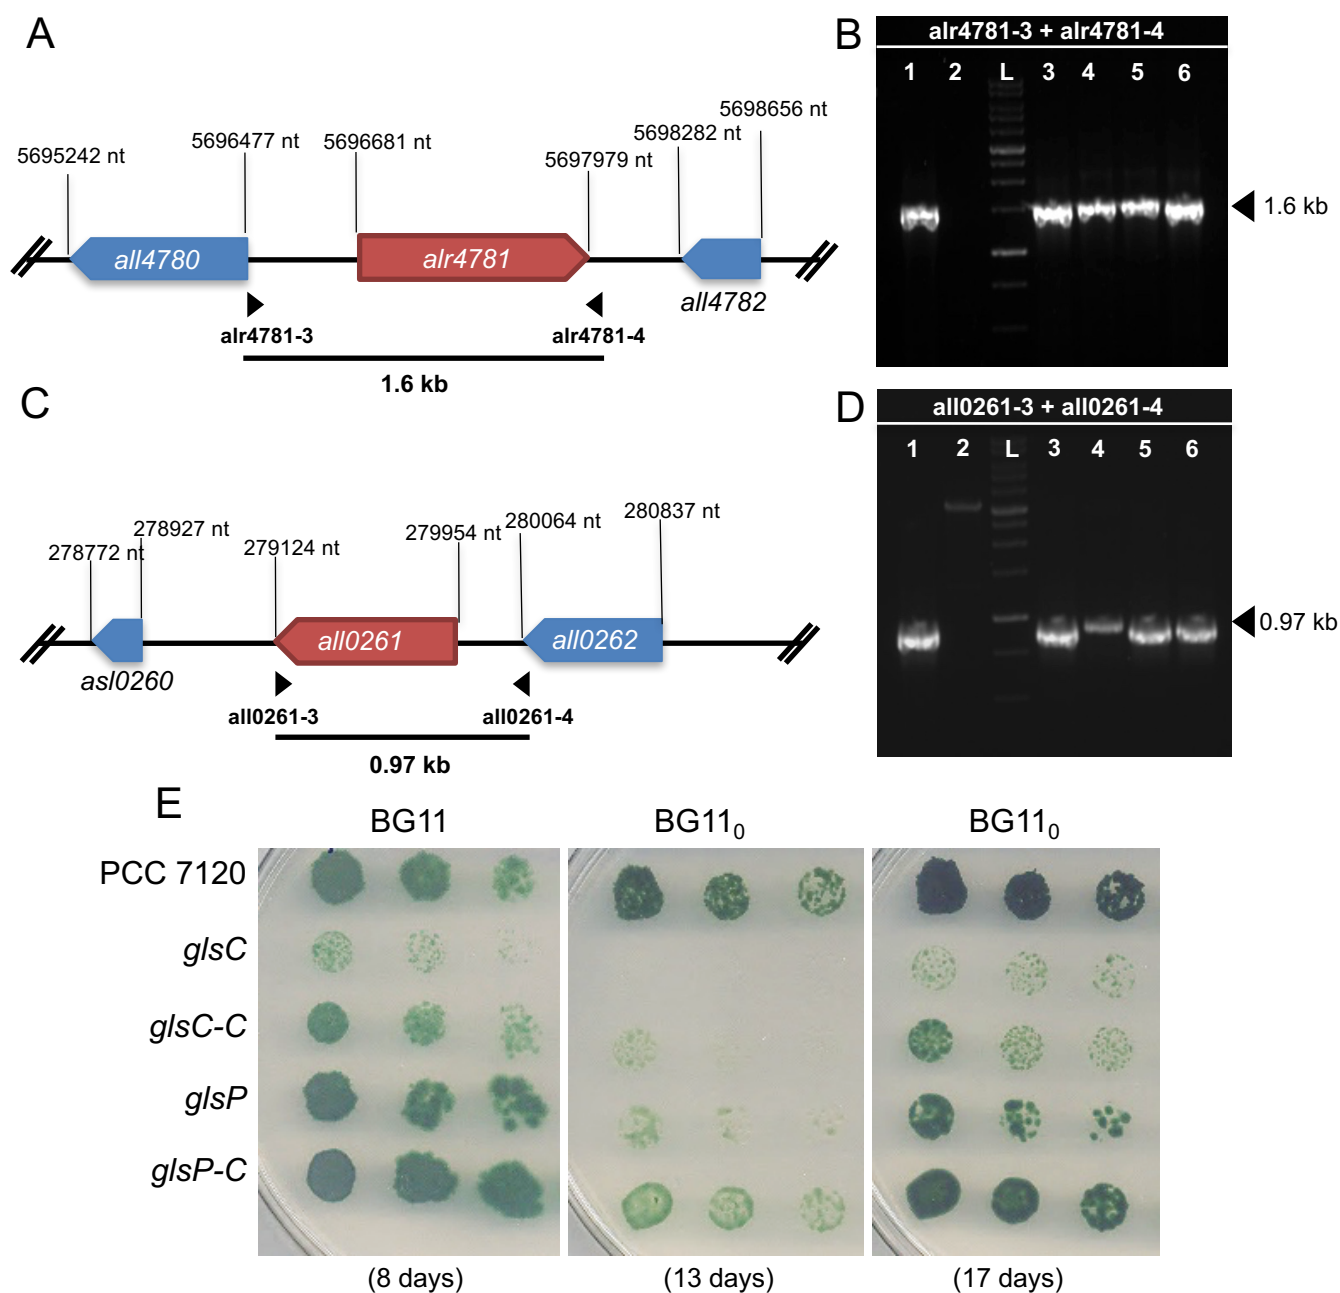 A
5695242 nt
5696477 nt
5696681 nt
5697979 nt
5698282 nt
5698656 nt
all4780
alr4781
all4782
alr4781-3
alr4781-4
1.6 kb
B
alr4781-3 + alr4781-4
1 2 L 3 4 5 6
1.6 kb
C
278772 nt
278927 nt
279124 nt
279954 nt
280064 nt
280837 nt
asl0260
all0261
all0262
all0261-3
all0261-4
0.97 kb
D
all0261-3 + all0261-4
1 2 L 3 4 5 6
0.97 kb
E
BG11
BG11₀
BG11₀
PCC 7120
glsC
glsC-C
glsP
glsP-C
(8 days)
(13 days)
(17 days)